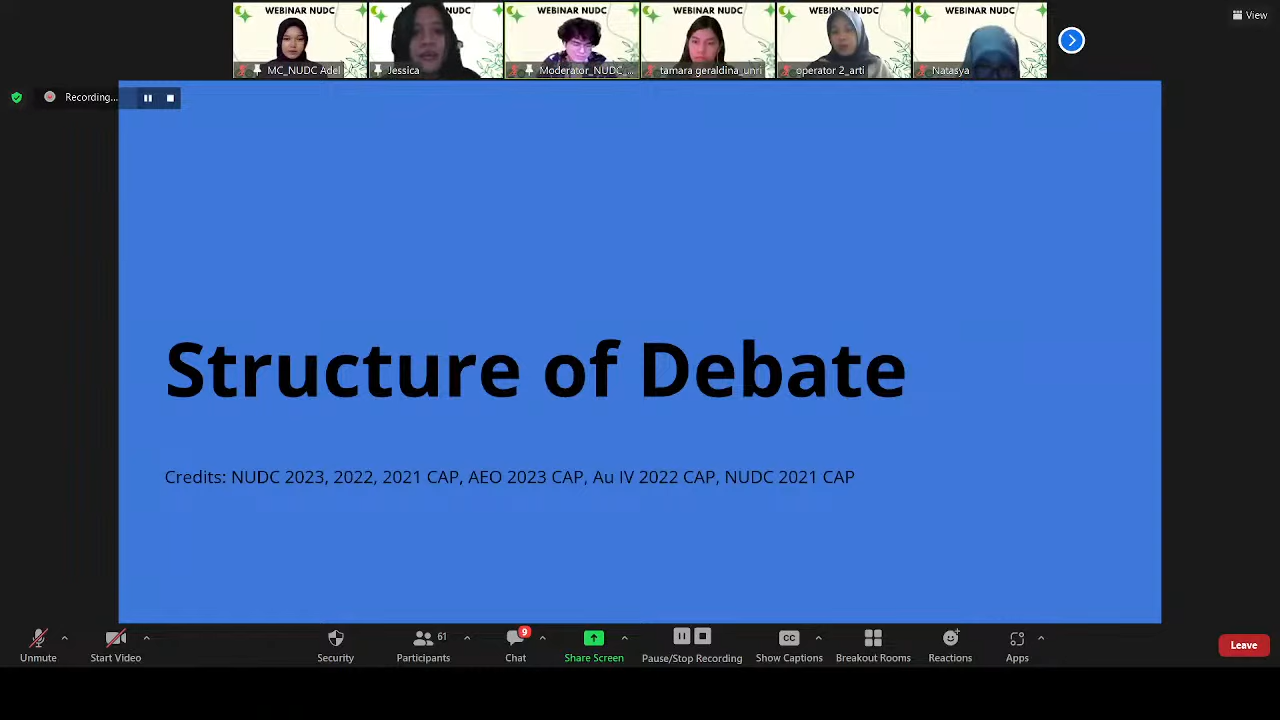 WEBINAR NUDC
NUDC
WEBINAR NUDC
WEBINAR NUDC
WEBINAR NUDC
WEBINAR NUDC
View
MC_NUDC Adel
Jessica
Moderator_NUDC_...
tamara geraldina_unri
operator 2_arti
Natasya
Recording...
Structure of Debate
Credits: NUDC 2023, 2022, 2021 CAP, AEO 2023 CAP, Au IV 2022 CAP, NUDC 2021 CAP
61
9
CC
Unmute
Start Video
Security
Participants
Chat
Share Screen
Pause/Stop Recording
Show Captions
Breakout Rooms
Reactions
Apps
Leave